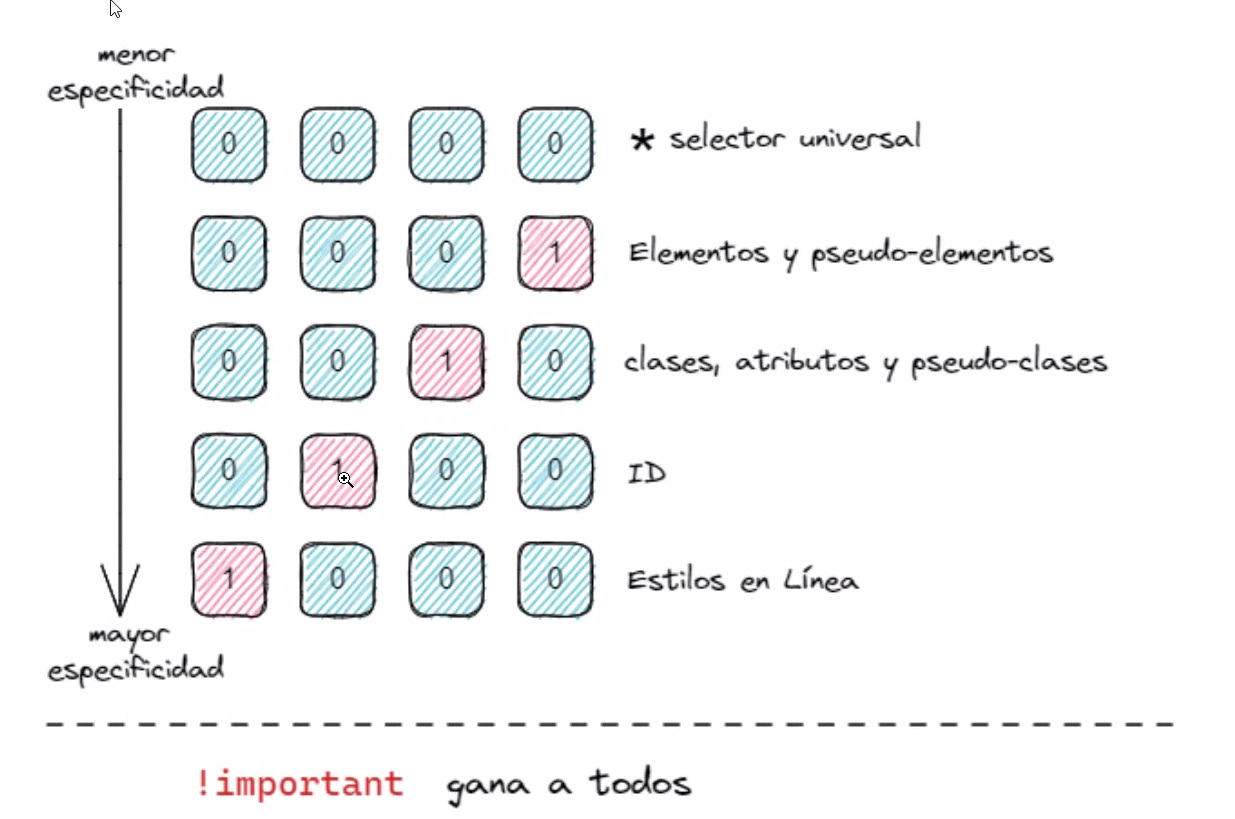 menor
especificidad
0 0 0 0 * selector universal
0 0 0 1 Elementos y pseudo-elementos
0 0 1 0 clases, atributos y pseudo-clases
0 1 0 0 ID
1 0 0 0 Estilos en Línea
mayor
especificidad
!important gana a todos